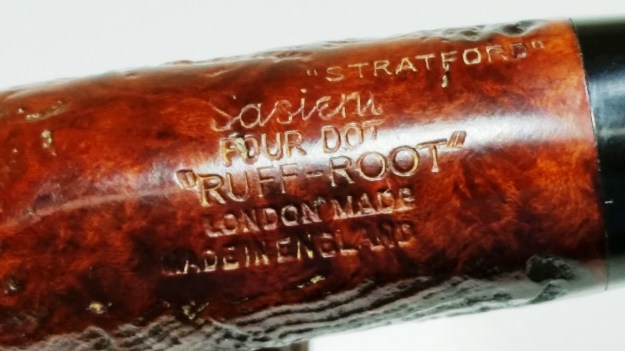 "STRATFORD"
Sasieni
FOUR DOT
"RUFF-ROOT"
LONDON MADE
MADE IN ENGLAND